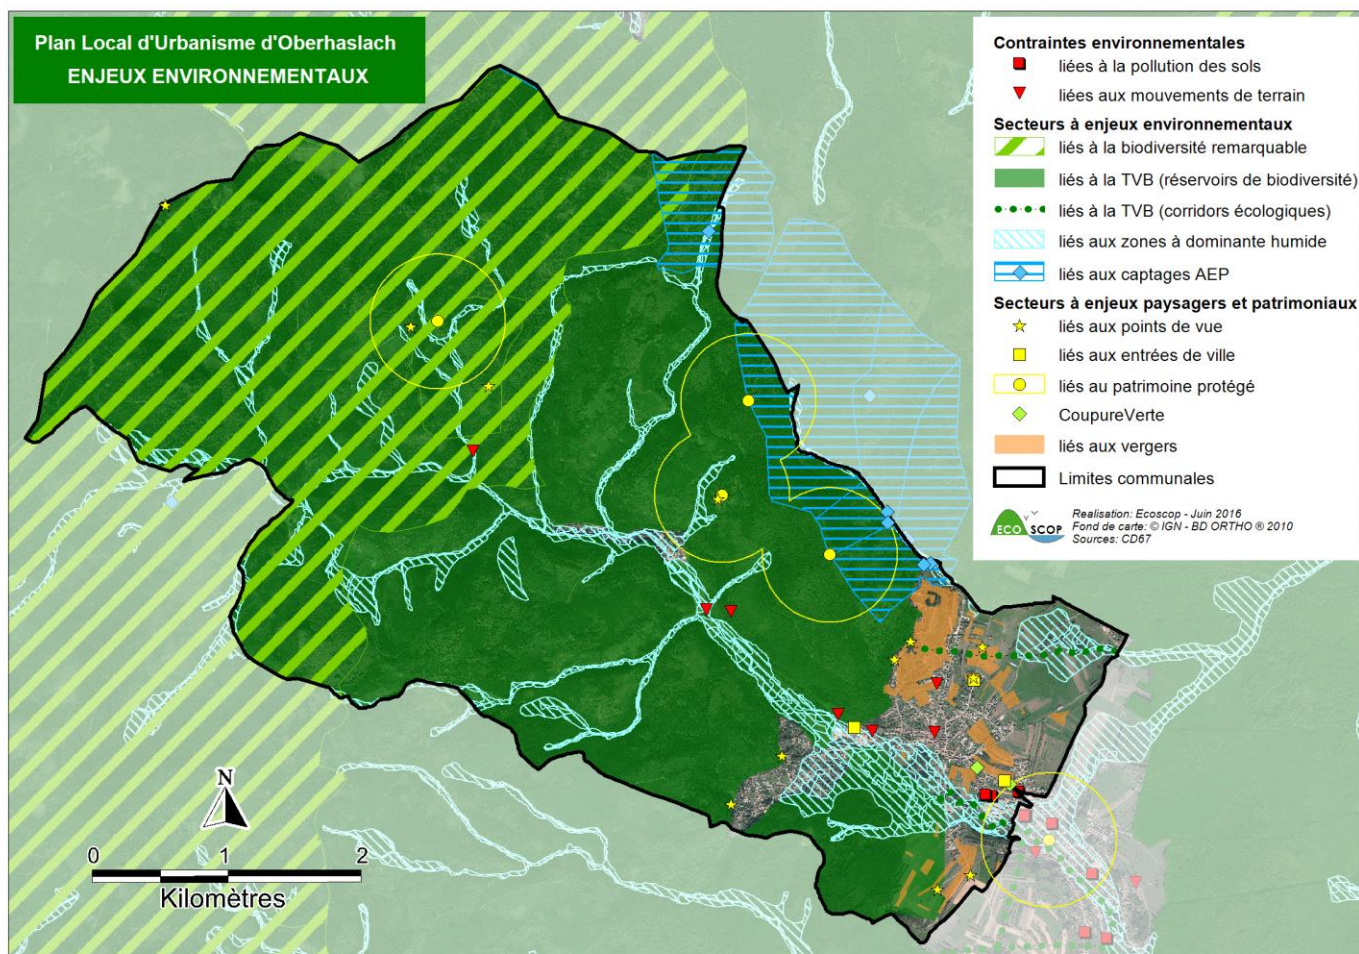 Plan Local d'Urbanisme d'Oberhaslach
ENJEUX ENVIRONNEMENTAUX
Contraintes environnementales
liées à la pollution des sols
liées aux mouvements de terrain
Secteurs à enjeux environnementaux
liés à la biodiversité remarquable
liés à la TVB (réservoirs de biodiversité)
liés à la TVB (corridors écologiques)
liés aux zones à dominante humide
liés aux captages AEP
Secteurs à enjeux paysagers et patrimoniaux
liés aux points de vue
liés aux entrées de ville
liés au patrimoine protégé
CoupureVerte
liés aux vergers
Limites communales
ECO SCOP
Realisation: Ecoscop - Juin 2016
Fond de carte: © IGN - BD ORTHO ® 2010
Sources: CD67
N
0 1 2
Kilomètres